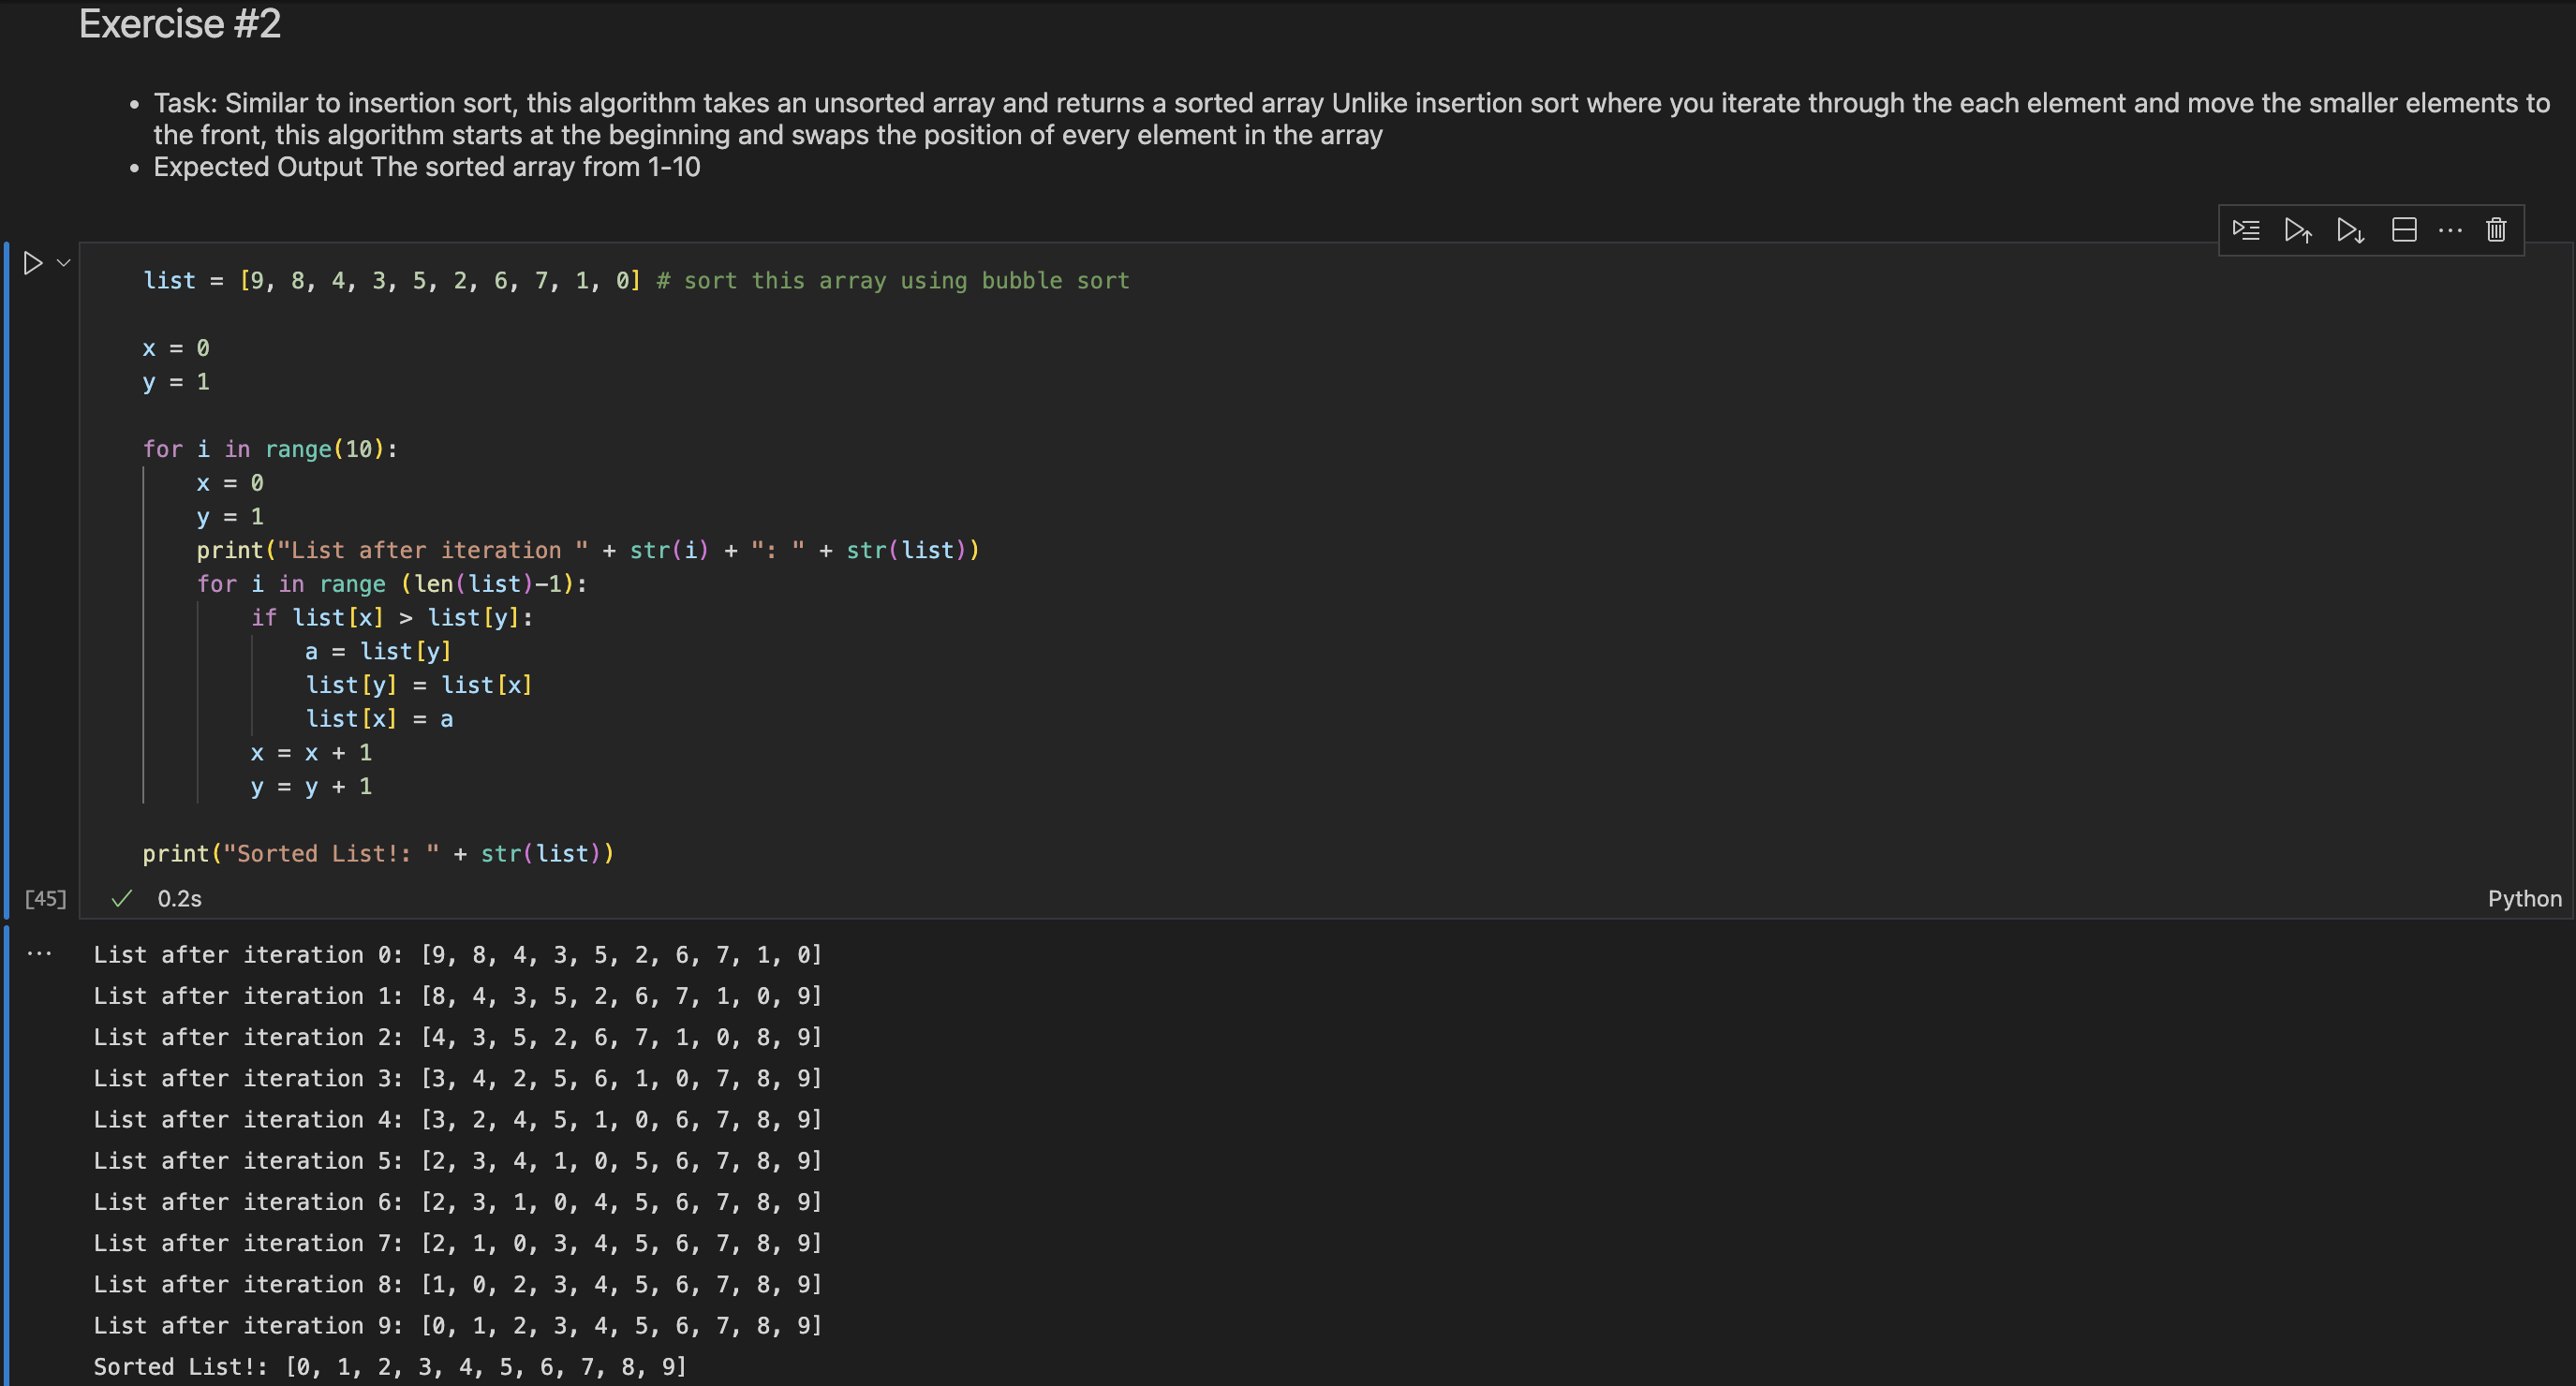 Exercise #2
• Task: Similar to insertion sort, this algorithm takes an unsorted array and returns a sorted array Unlike insertion sort where you iterate through the each element and move the smaller elements to
the front, this algorithm starts at the beginning and swaps the position of every element in the array
• Expected Output The sorted array from 1-10
list = [9, 8, 4, 3, 5, 2, 6, 7, 1, 0] # sort this array using bubble sort
x = 0
y = 1
for i in range(10):
    x = 0
    y = 1
    print("List after iteration " + str(i) + ": " + str(list))
    for i in range (len(list)-1):
        if list[x] > list[y]:
            a = list[y]
            list[y] = list[x]
            list[x] = a
        x = x + 1
        y = y + 1
print("Sorted List!: " + str(list))
[45] 0.2s Python
List after iteration 0: [9, 8, 4, 3, 5, 2, 6, 7, 1, 0]
List after iteration 1: [8, 4, 3, 5, 2, 6, 7, 1, 0, 9]
List after iteration 2: [4, 3, 5, 2, 6, 7, 1, 0, 8, 9]
List after iteration 3: [3, 4, 2, 5, 6, 1, 0, 7, 8, 9]
List after iteration 4: [3, 2, 4, 5, 1, 0, 6, 7, 8, 9]
List after iteration 5: [2, 3, 4, 1, 0, 5, 6, 7, 8, 9]
List after iteration 6: [2, 3, 1, 0, 4, 5, 6, 7, 8, 9]
List after iteration 7: [2, 1, 0, 3, 4, 5, 6, 7, 8, 9]
List after iteration 8: [1, 0, 2, 3, 4, 5, 6, 7, 8, 9]
List after iteration 9: [0, 1, 2, 3, 4, 5, 6, 7, 8, 9]
Sorted List!: [0, 1, 2, 3, 4, 5, 6, 7, 8, 9]